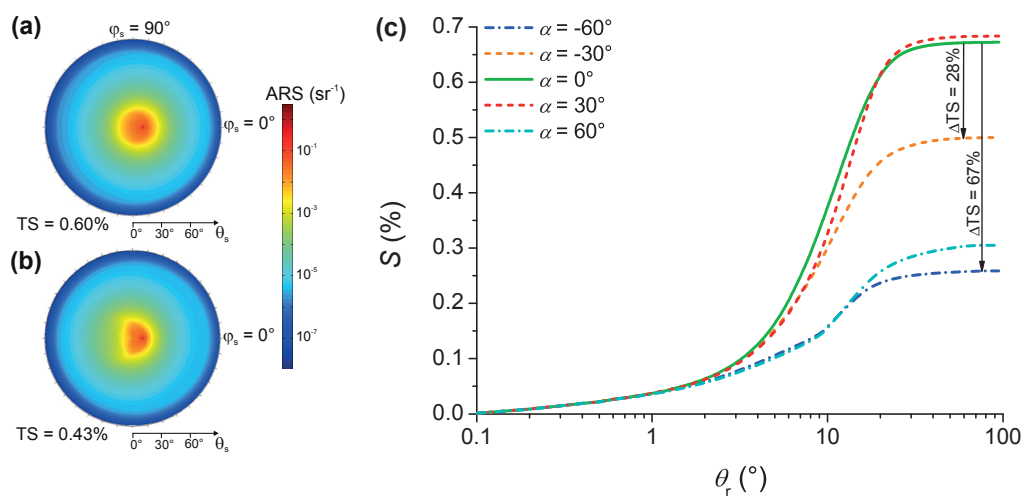 (a)
φs = 90°
ARS (sr⁻¹)
φs = 0°
10⁻¹
10⁻³
10⁻⁵
10⁻⁷
TS = 0.60%
0° 30° 60° θs
(b)
φs = 0°
TS = 0.43%
0° 30° 60° θs
(c)
α = -60°
α = -30°
α = 0°
α = 30°
α = 60°
ΔTS = 28%
ΔTS = 67%
S (%)
0.7
0.6
0.5
0.4
0.3
0.2
0.1
0.0
0.1 1 10 100
θr (°)